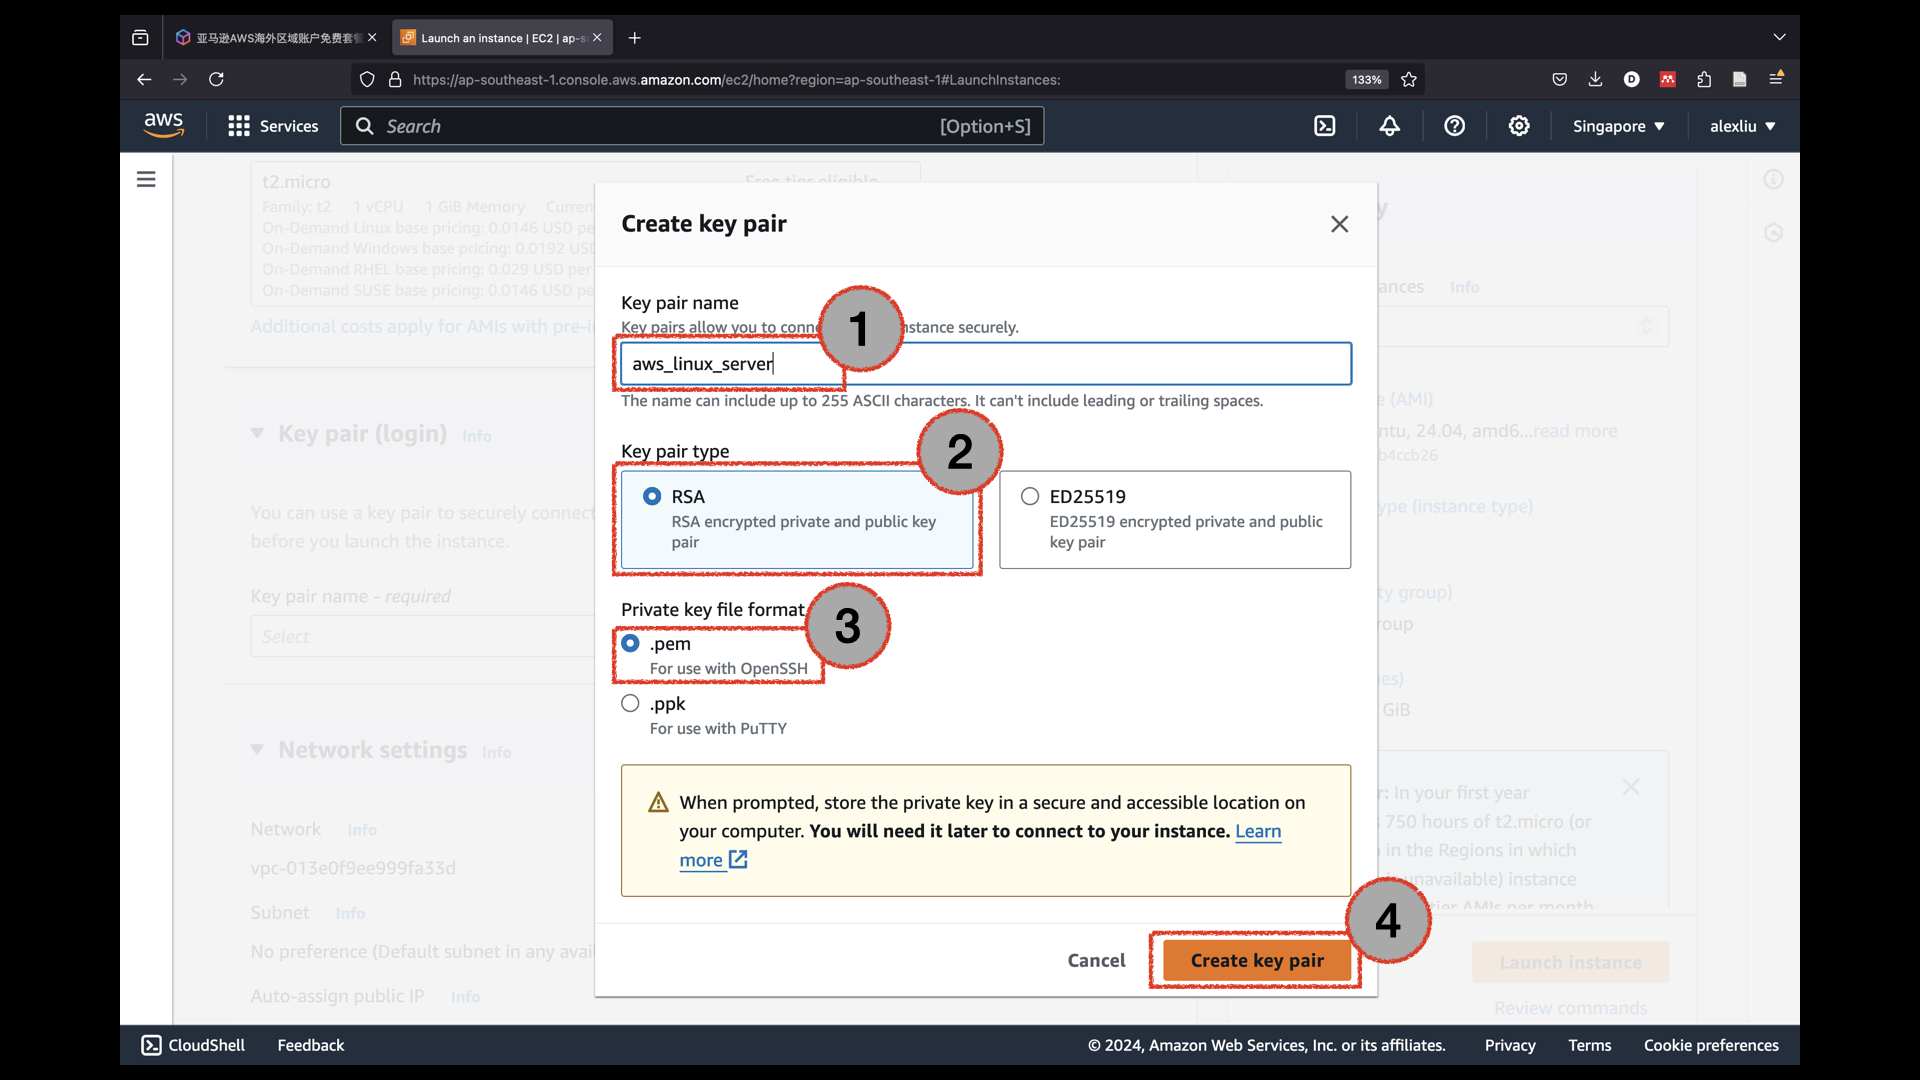 亚马逊AWS海外区域账户免费套餐
Launch an instance | EC2 | ap-s
https://ap-southeast-1.console.aws.amazon.com/ec2/home?region=ap-southeast-1#LaunchInstances:
133%
aws
Services
Search
[Option+S]
Singapore
alexliu
t2.micro
Free tier eligible
Family: t2 1 vCPU 1 GiB Memory Curren
On-Demand Linux base pricing: 0.0146 USD pe
On-Demand Windows base pricing: 0.0192 USD
On-Demand RHEL base pricing: 0.029 USD per
On-Demand SUSE base pricing: 0.0146 USD pe
Additional costs apply for AMIs with pre-in
Key pair (login) Info
You can use a key pair to securely connect
before you launch the instance.
Key pair name - required
Select
Network settings Info
Network Info
vpc-013e0f9ee999fa33d
Subnet Info
No preference (Default subnet in any avai
Auto-assign public IP Info
Create key pair
Key pair name
Key pairs allow you to conne
nstance securely.
1
aws_linux_server
The name can include up to 255 ASCII characters. It can't include leading or trailing spaces.
Key pair type
2
RSA
RSA encrypted private and public key
pair
ED25519
ED25519 encrypted private and public
key pair
Private key file format
3
.pem
For use with OpenSSH
.ppk
For use with PuTTY
When prompted, store the private key in a secure and accessible location on
your computer. You will need it later to connect to your instance. Learn
more
Cancel
Create key pair
4
y
ances Info
e (AMI)
ntu, 24.04, amd6...read more
b4ccb26
ype (instance type)
ty group)
roup
es)
GiB
r: In your first year
750 hours of t2.micro (or
in the Regions in which
unavailable) instance
tier AMIs per month
Launch instance
Review commands
CloudShell
Feedback
© 2024, Amazon Web Services, Inc. or its affiliates.
Privacy
Terms
Cookie preferences